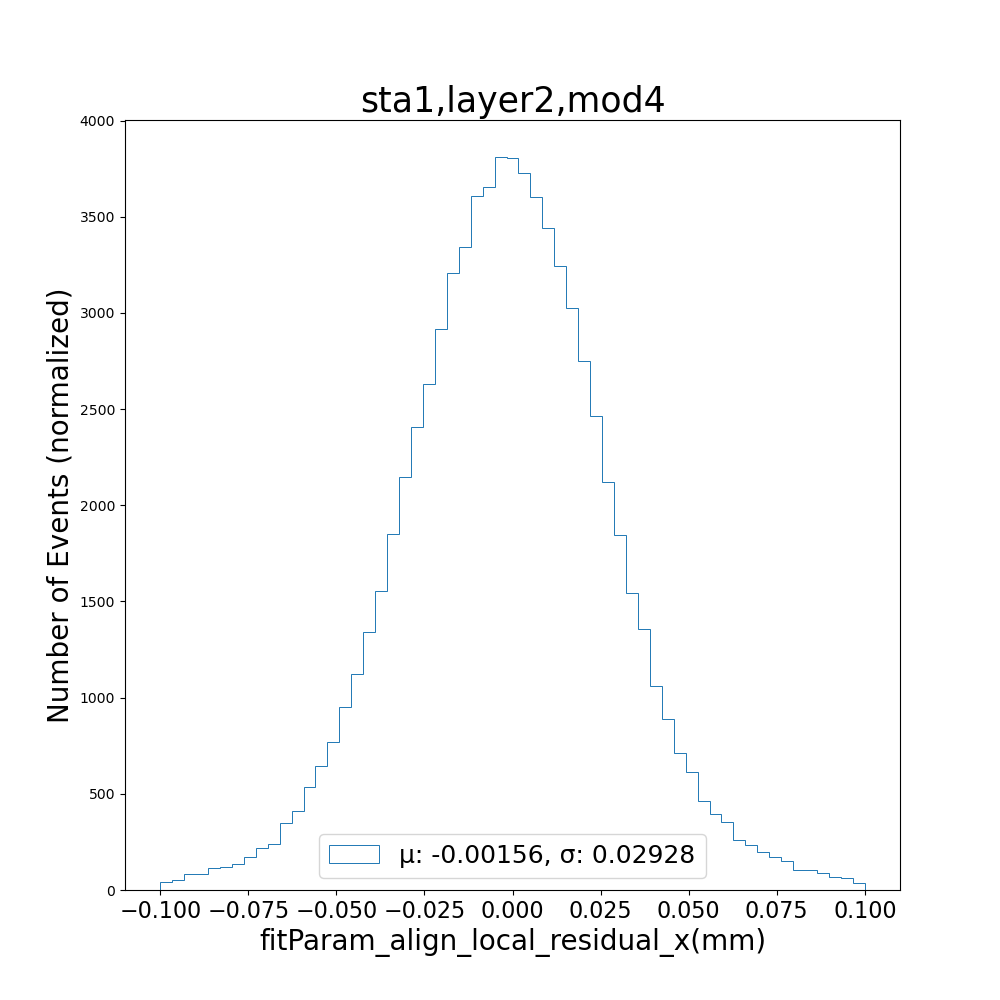 sta1,layer2,mod4
4000
3500
3000
2500
2000
1500
1000
500
0
Number of Events (normalized)
μ: -0.00156, σ: 0.02928
−0.100 −0.075 −0.050 −0.025 0.000 0.025 0.050 0.075 0.100
fitParam_align_local_residual_x(mm)